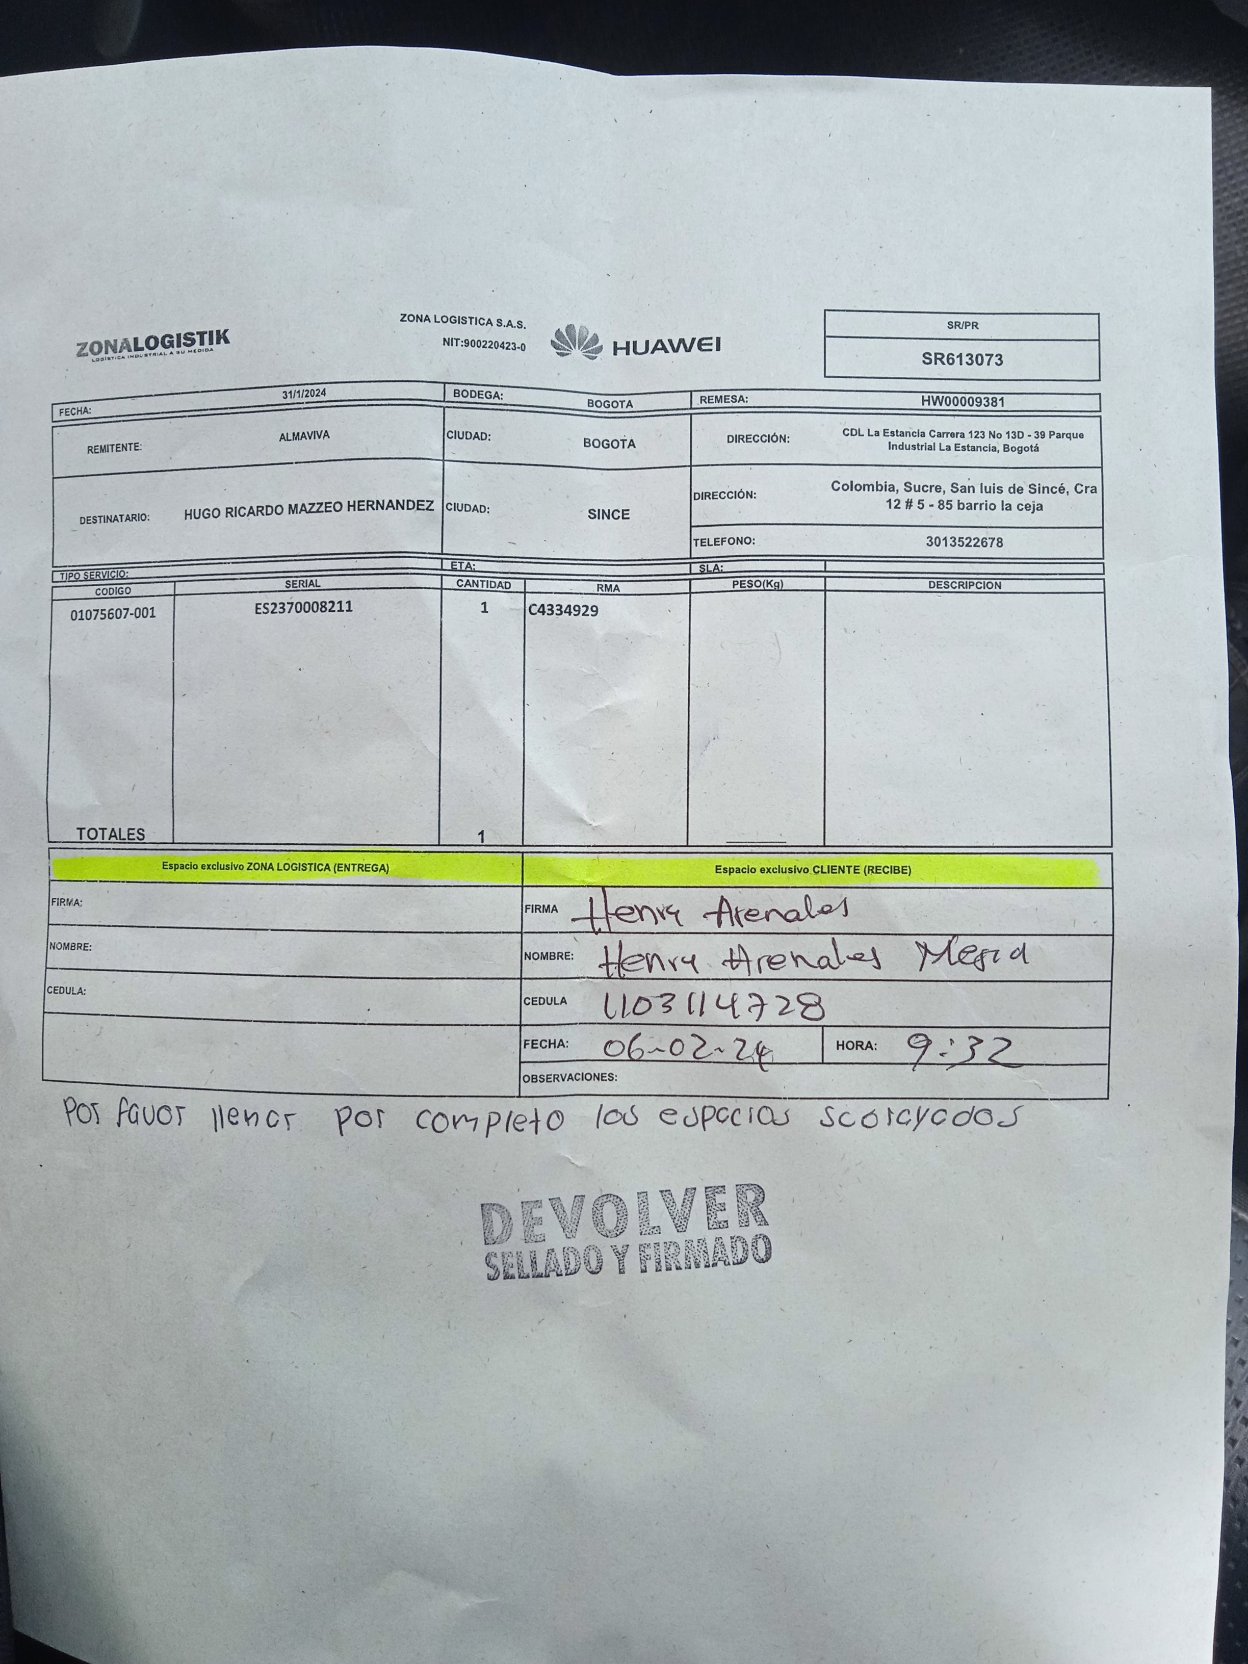 ZONALOGISTIK
LOGÍSTICA INDUSTRIAL A SU MEDIDA
ZONA LOGISTICA S.A.S.
NIT:900220423-0
HUAWEI
SR/PR
SR613073
FECHA: 31/1/2024 BODEGA: BOGOTA REMESA: HW00009381
REMITENTE: ALMAVIVA CIUDAD: BOGOTA DIRECCIÓN: CDL La Estancia Carrera 123 No 13D - 39 Parque
Industrial La Estancia, Bogotá
DESTINATARIO: HUGO RICARDO MAZZEO HERNANDEZ CIUDAD: SINCE DIRECCIÓN: Colombia, Sucre, San luis de Sincé, Cra
12 # 5 - 85 barrio la ceja
TELEFONO: 3013522678
TIPO SERVICIO: ETA: SLA:
CODIGO SERIAL CANTIDAD RMA PESO(Kg) DESCRIPCION
01075607-001 ES2370008211 1 C4334929
TOTALES 1
Espacio exclusivo ZONA LOGISTICA (ENTREGA) Espacio exclusivo CLIENTE (RECIBE)
FIRMA: FIRMA Henry Arenales
NOMBRE: NOMBRE: Henry Arenales Mesia
CEDULA: CEDULA 1103114728
FECHA: 06-02-24 HORA: 9:32
OBSERVACIONES:
Por favor llenar por completo los espacios scorayados
DEVOLVER
SELLADO Y FIRMADO